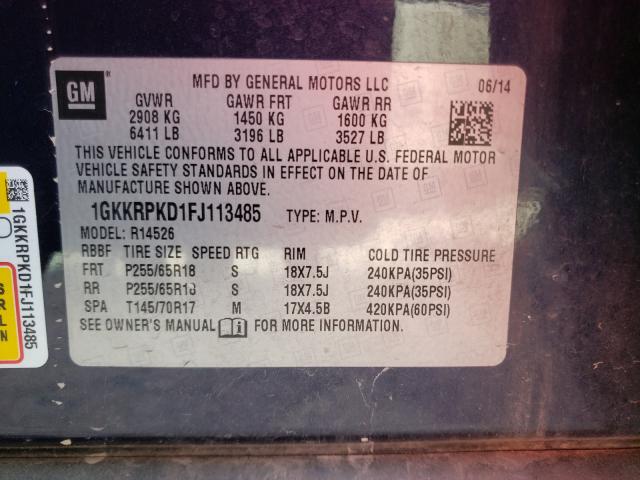 GM
MFD BY GENERAL MOTORS LLC 06/14
GVWR GAWR FRT GAWR RR
2908 KG 1450 KG 1600 KG
6411 LB 3196 LB 3527 LB
THIS VEHICLE CONFORMS TO ALL APPLICABLE U.S. FEDERAL MOTOR
VEHICLE SAFETY STANDARDS IN EFFECT ON THE DATE OF
MANUFACTURE SHOWN ABOVE.
1GKKRPKD1FJ113485 TYPE: M.P.V.
MODEL: R14526
RBBF TIRE SIZE SPEED RTG RIM COLD TIRE PRESSURE
FRT P255/65R18 S 18X7.5J 240KPA(35PSI)
RR P255/65R18 S 18X7.5J 240KPA(35PSI)
SPA T145/70R17 M 17X4.5B 420KPA(60PSI)
SEE OWNER'S MANUAL FOR MORE INFORMATION.
1GKKRPKD1FJ113485